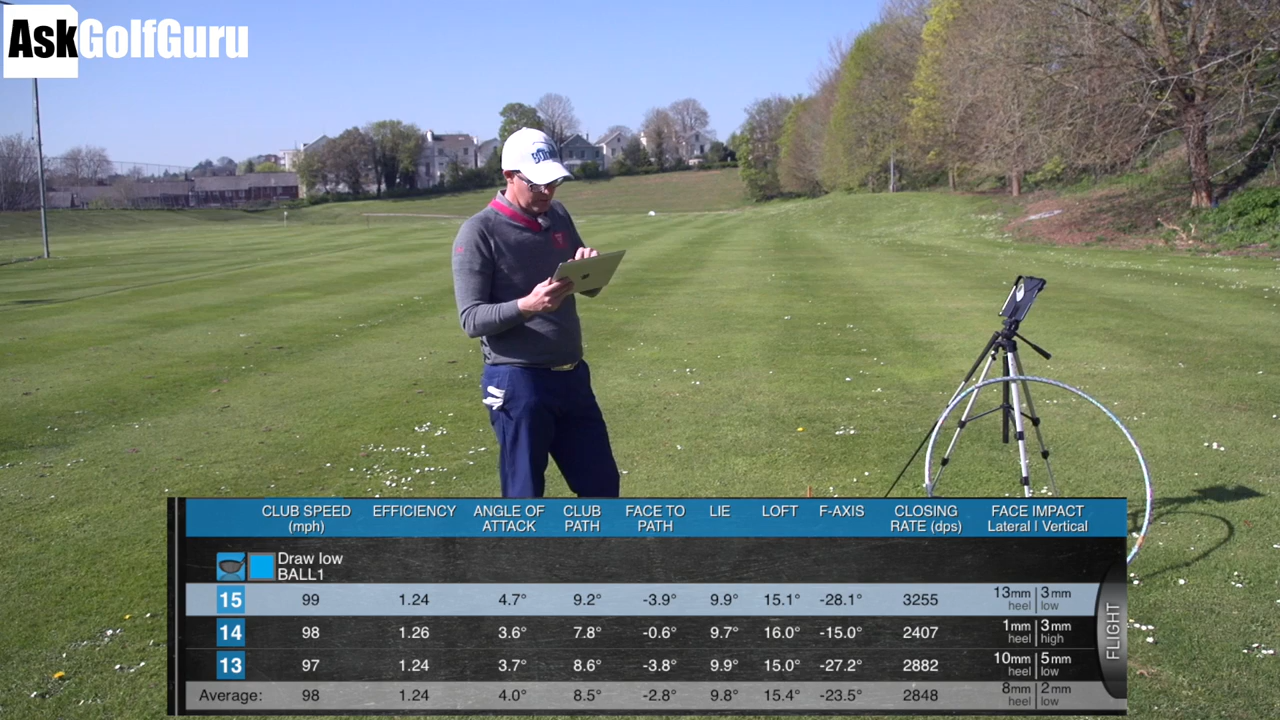 AskGolfGuru
CLUB SPEED (mph) EFFICIENCY ANGLE OF ATTACK CLUB PATH FACE TO PATH LIE LOFT F-AXIS CLOSING RATE (dps) FACE IMPACT Lateral | Vertical
Draw low
BALL1
15 99 1.24 4.7° 9.2° -3.9° 9.9° 15.1° -28.1° 3255 13mm heel | 3mm low
14 98 1.26 3.6° 7.8° -0.6° 9.7° 16.0° -15.0° 2407 1mm heel | 3mm high
13 97 1.24 3.7° 8.6° -3.8° 9.9° 15.0° -27.2° 2882 10mm heel | 5mm low
Average: 98 1.24 4.0° 8.5° -2.8° 9.8° 15.4° -23.5° 2848 8mm heel | 2mm low
FLIGHT